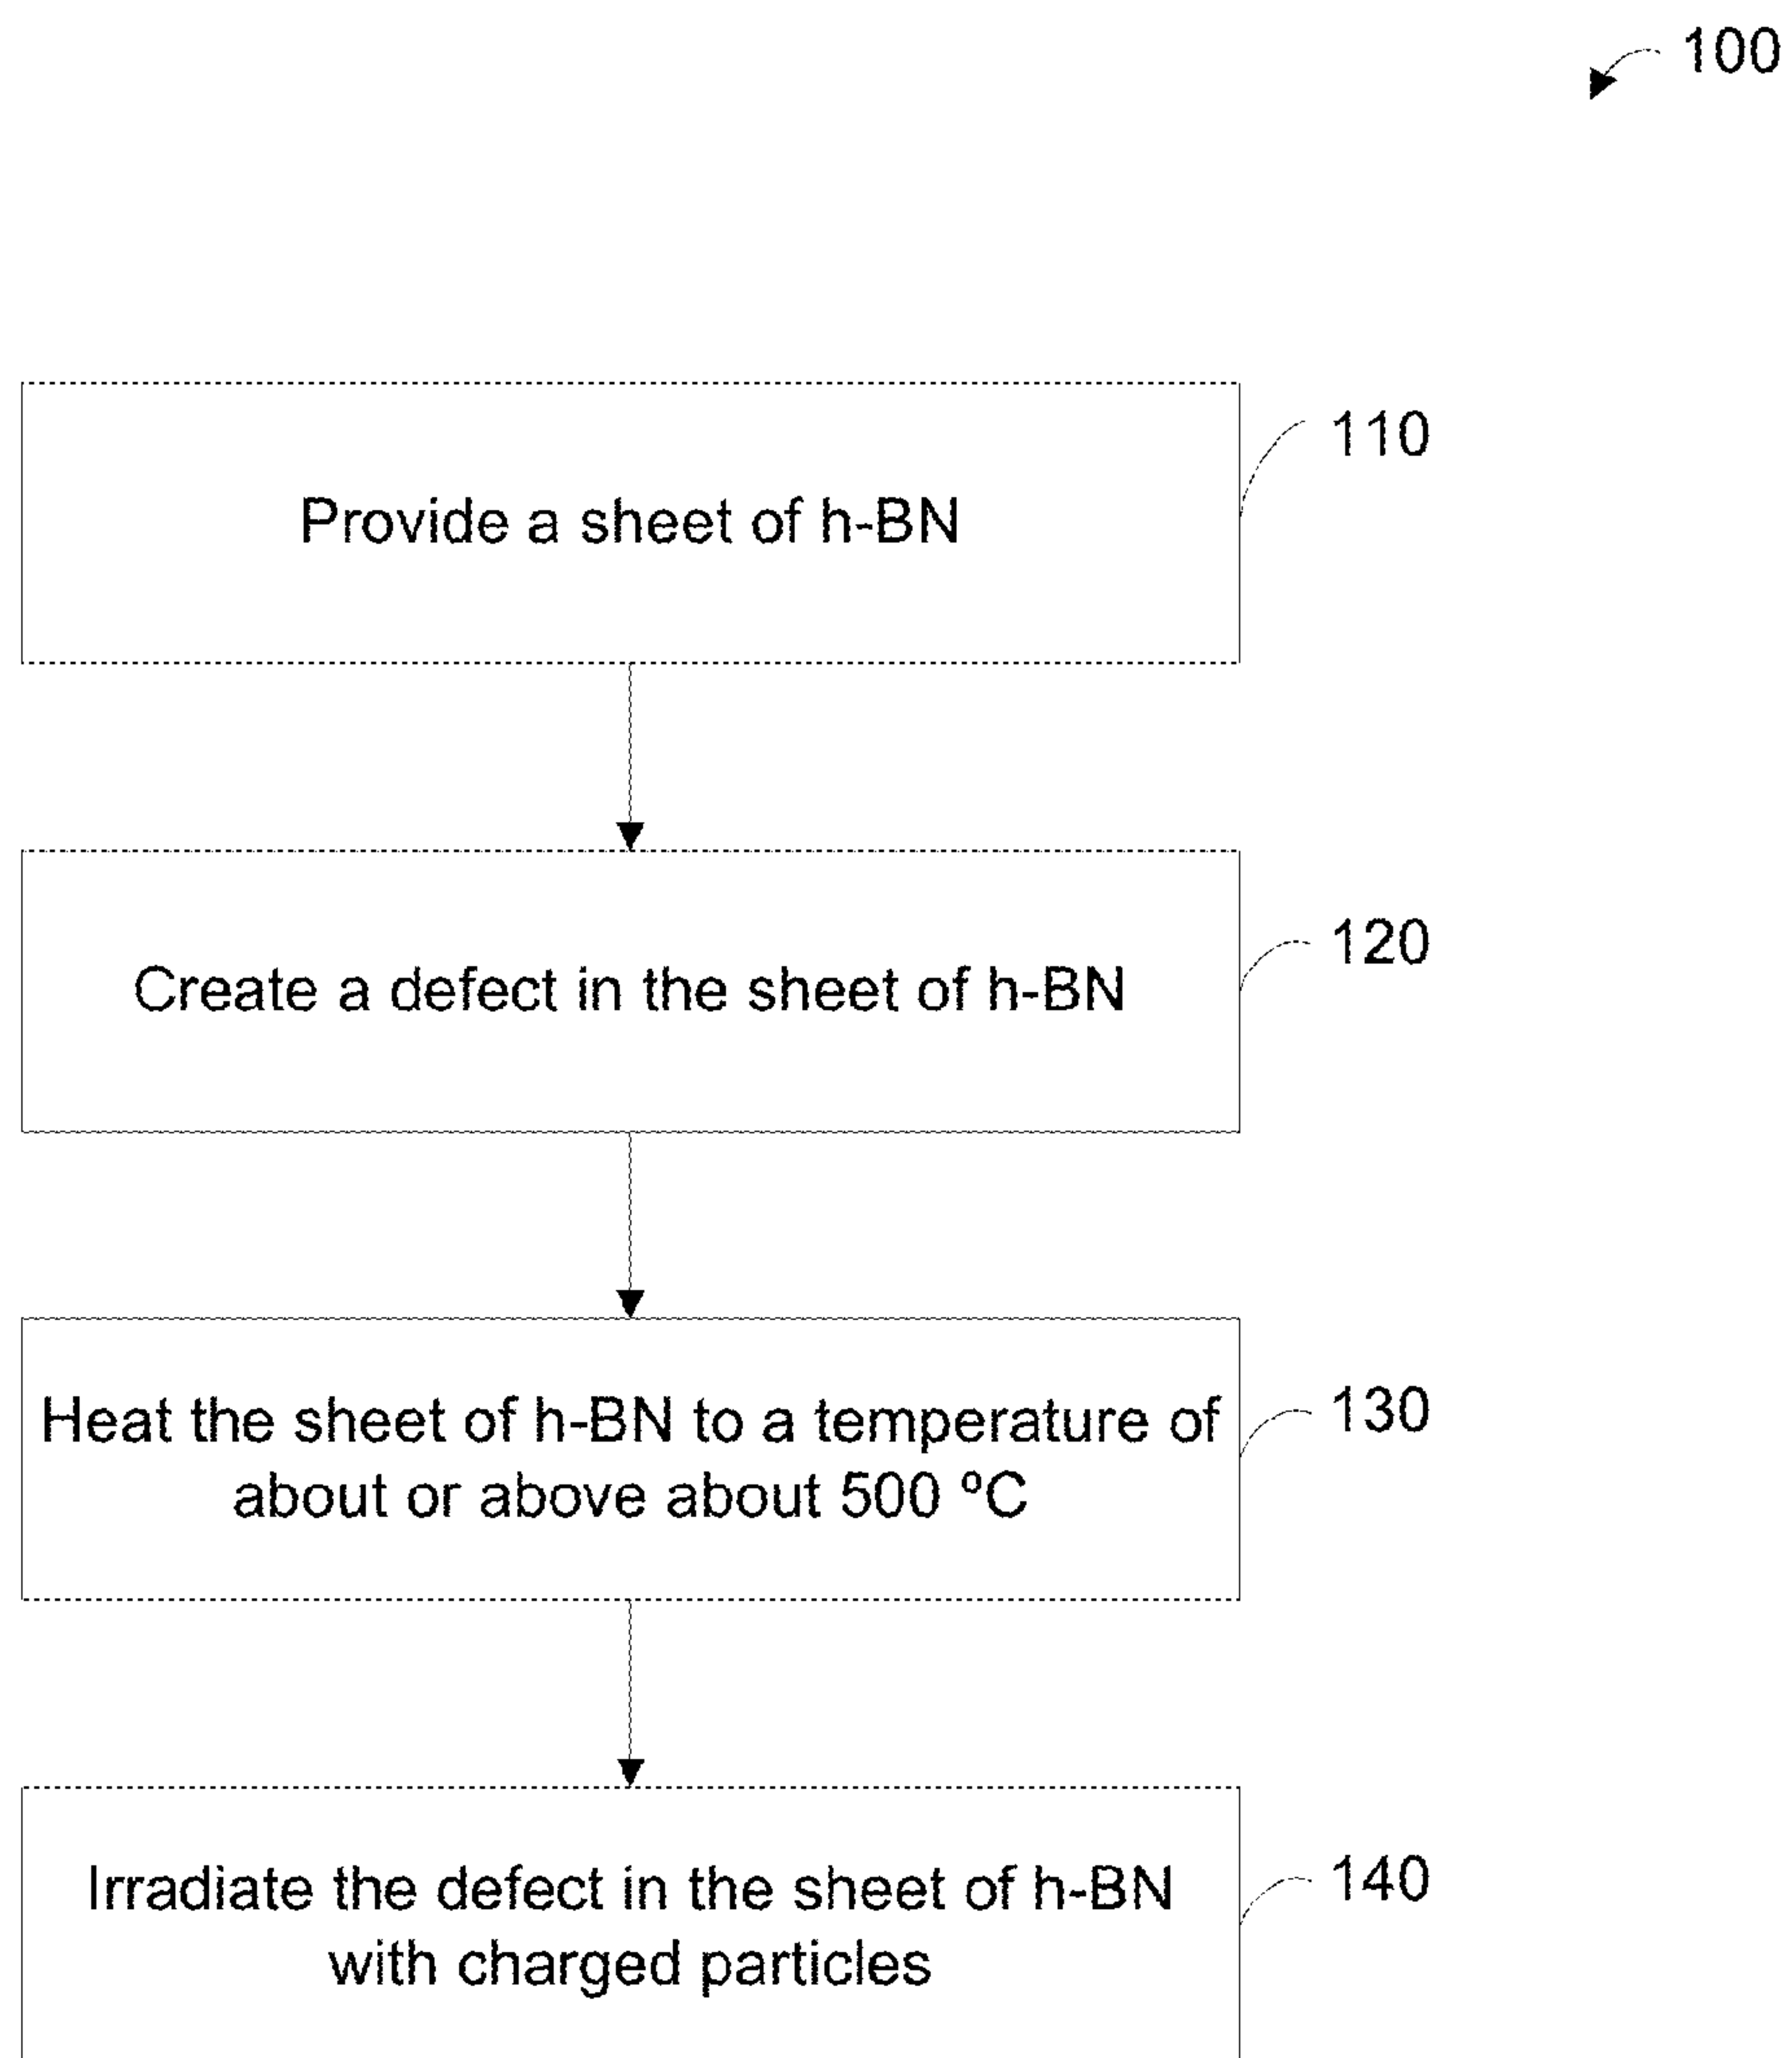 100
Provide a sheet of h-BN
110
Create a defect in the sheet of h-BN
120
Heat the sheet of h-BN to a temperature of
about or above about 500 ºC
130
Irradiate the defect in the sheet of h-BN
with charged particles
140